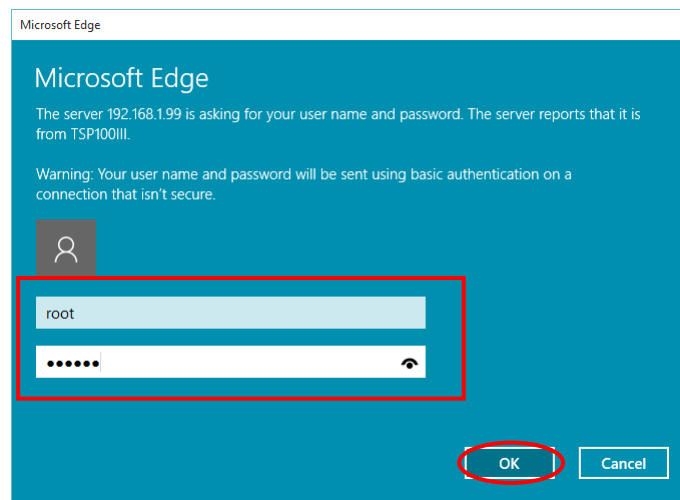 Microsoft Edge
Microsoft Edge
The server 192.168.1.99 is asking for your user name and password. The server reports that it is
from TSP100III.
Warning: Your user name and password will be sent using basic authentication on a
connection that isn't secure.
root
••••••
OK Cancel